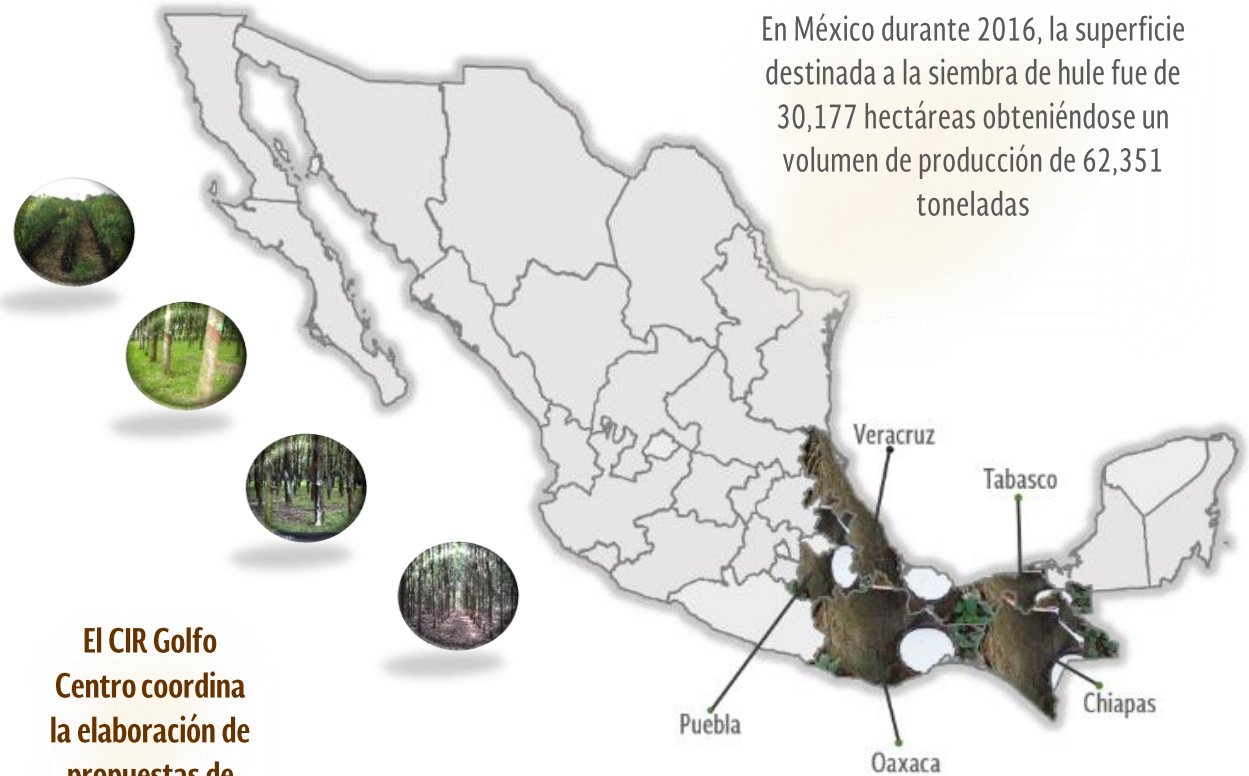 En México durante 2016, la superficie
destinada a la siembra de hule fue de
30,177 hectáreas obteniéndose un
volumen de producción de 62,351
toneladas
Veracruz
Tabasco
Chiapas
Puebla
Oaxaca
El CIR Golfo
Centro coordina
la elaboración de
propuestas de